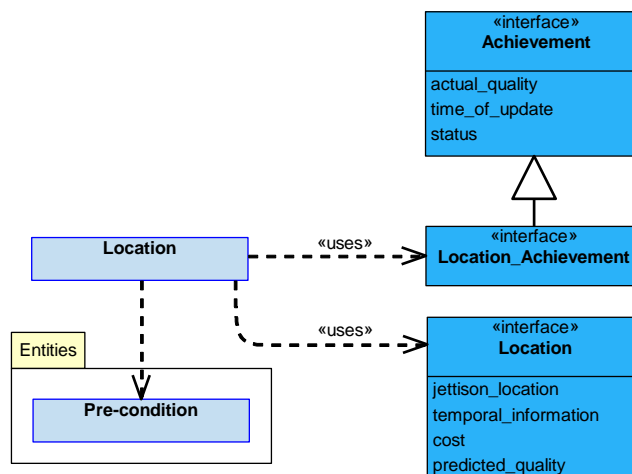 «interface»
Achievement
actual_quality
time_of_update
status
Location
«uses»
«interface»
Location_Achievement
«uses»
«interface»
Location
jettison_location
temporal_information
cost
predicted_quality
Entities
Pre-condition